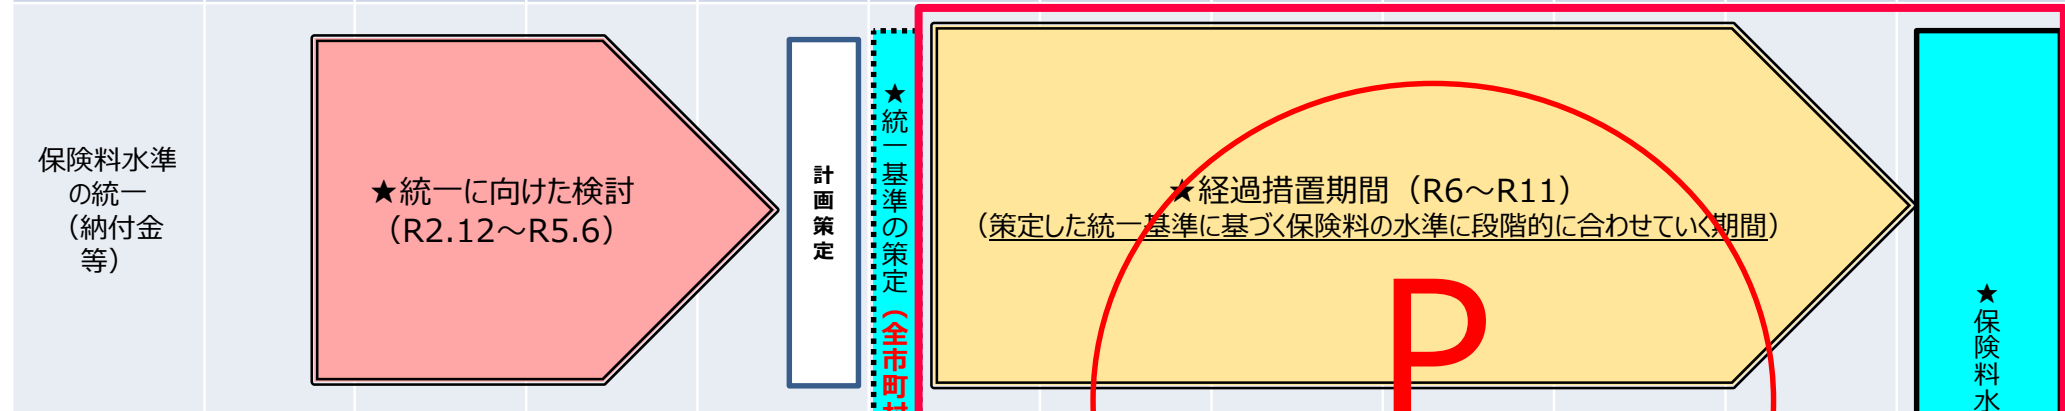 保険料水準
の統一
（納付金
等）
★統一に向けた検討
（R2.12～R5.6）
計画策定
★統一基準の策定（全市町村
★経過措置期間（R6～R11）
（策定した統一基準に基づく保険料の水準に段階的に合わせていく期間）
P
★保険料水